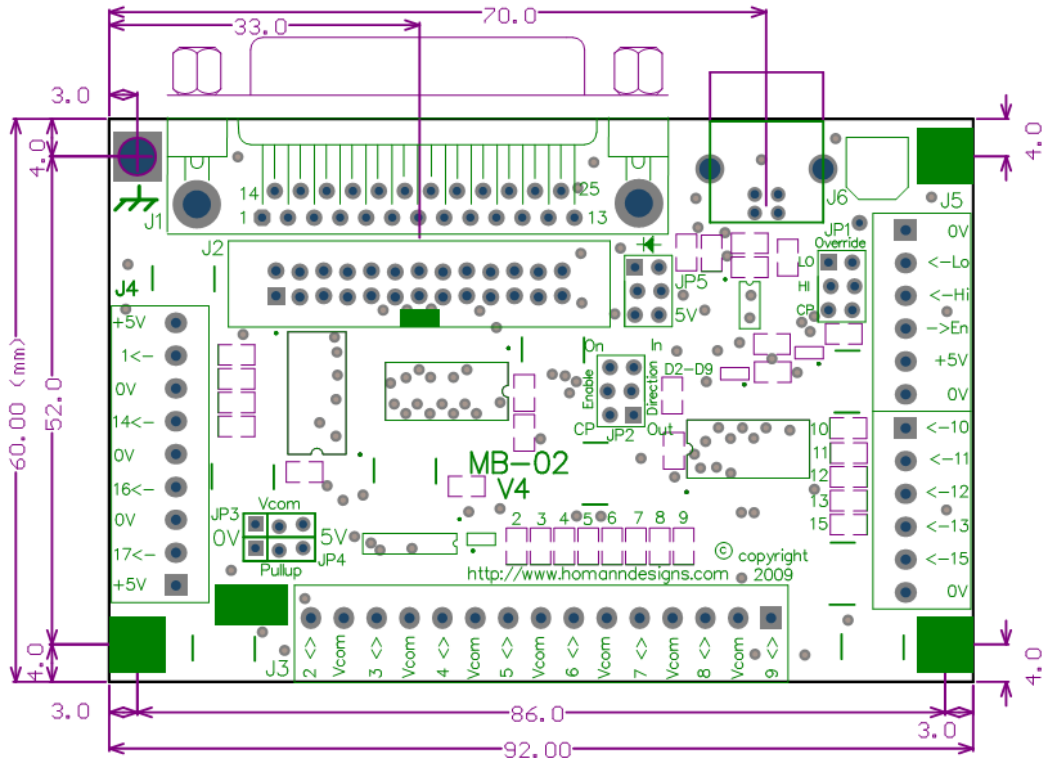 70.0
33.0
3.0
4.0
4.0
60.00 (mm)
52.0
14
25
1
13
J1
J2
J6
J5
JP1
Override
LO
HI
CP
0V
<-Lo
<-Hi
->En
+5V
0V
J4
+5V
1<-
0V
14<-
0V
16<-
0V
17<-
+5V
JP5
5V
On
In
Enable
Direction
CP
JP2
Out
D2-D9
10
11
12
13
15
<-10
<-11
<-12
<-13
<-15
0V
MB-02
V4
Vcom
JP3
0V
5V
JP4
Pullup
2 3 4 5 6 7 8 9
© copyright
2009
http://www.homanndesigns.com
J3
2 <>
Vcom
3 <>
Vcom
4 <>
Vcom
5 <>
Vcom
6 <>
Vcom
7 <>
Vcom
8 <>
Vcom
9 <>
4.0
4.0
3.0
86.0
3.0
92.00